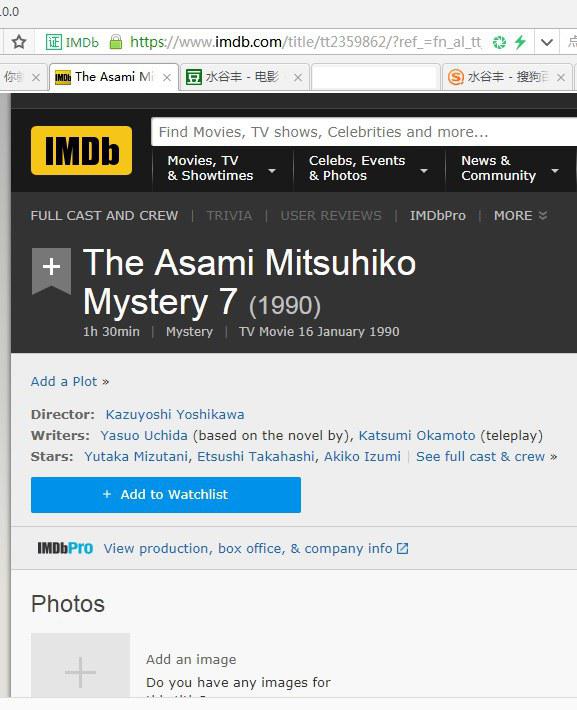 .0.0
证 IMDb https://www.imdb.com/title/tt2359862/?ref_=fn_al_tt_
The Asami Mi × 豆 水谷丰 - 电影 × S 水谷丰 - 搜狗百 ×
IMDb
Find Movies, TV shows, Celebrities and more...
Movies, TV & Showtimes
Celebs, Events & Photos
News & Community
FULL CAST AND CREW | TRIVIA | USER REVIEWS | IMDbPro | MORE
+ The Asami Mitsuhiko
Mystery 7 (1990)
1h 30min | Mystery | TV Movie 16 January 1990
Add a Plot »
Director: Kazuyoshi Yoshikawa
Writers: Yasuo Uchida (based on the novel by), Katsumi Okamoto (teleplay)
Stars: Yutaka Mizutani, Etsushi Takahashi, Akiko Izumi | See full cast & crew »
+ Add to Watchlist
IMDbPro View production, box office, & company info
Photos
Add an image
Do you have any images for